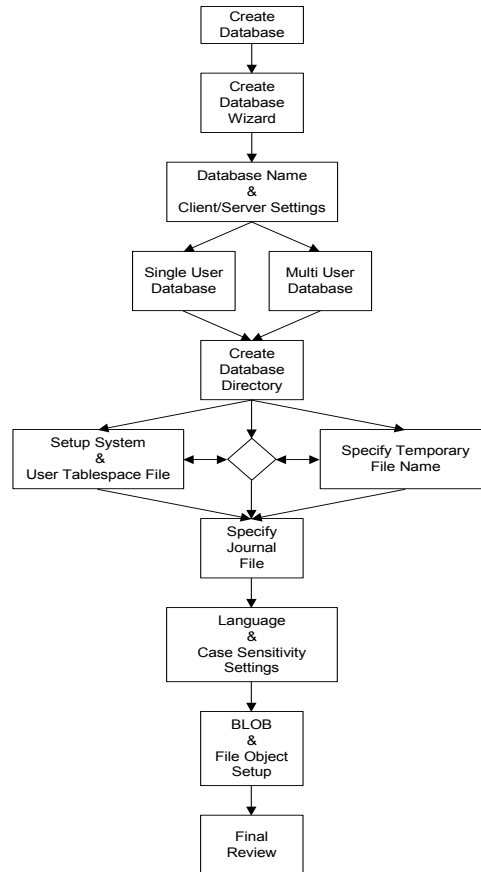 Create
Database
Create
Database
Wizard
Database Name
&
Client/Server Settings
Single User
Database
Multi User
Database
Create
Database
Directory
Setup System
&
User Tablespace File
Specify Temporary
File Name
Specify
Journal
File
Language
&
Case Sensitivity
Settings
BLOB
&
File Object
Setup
Final
Review